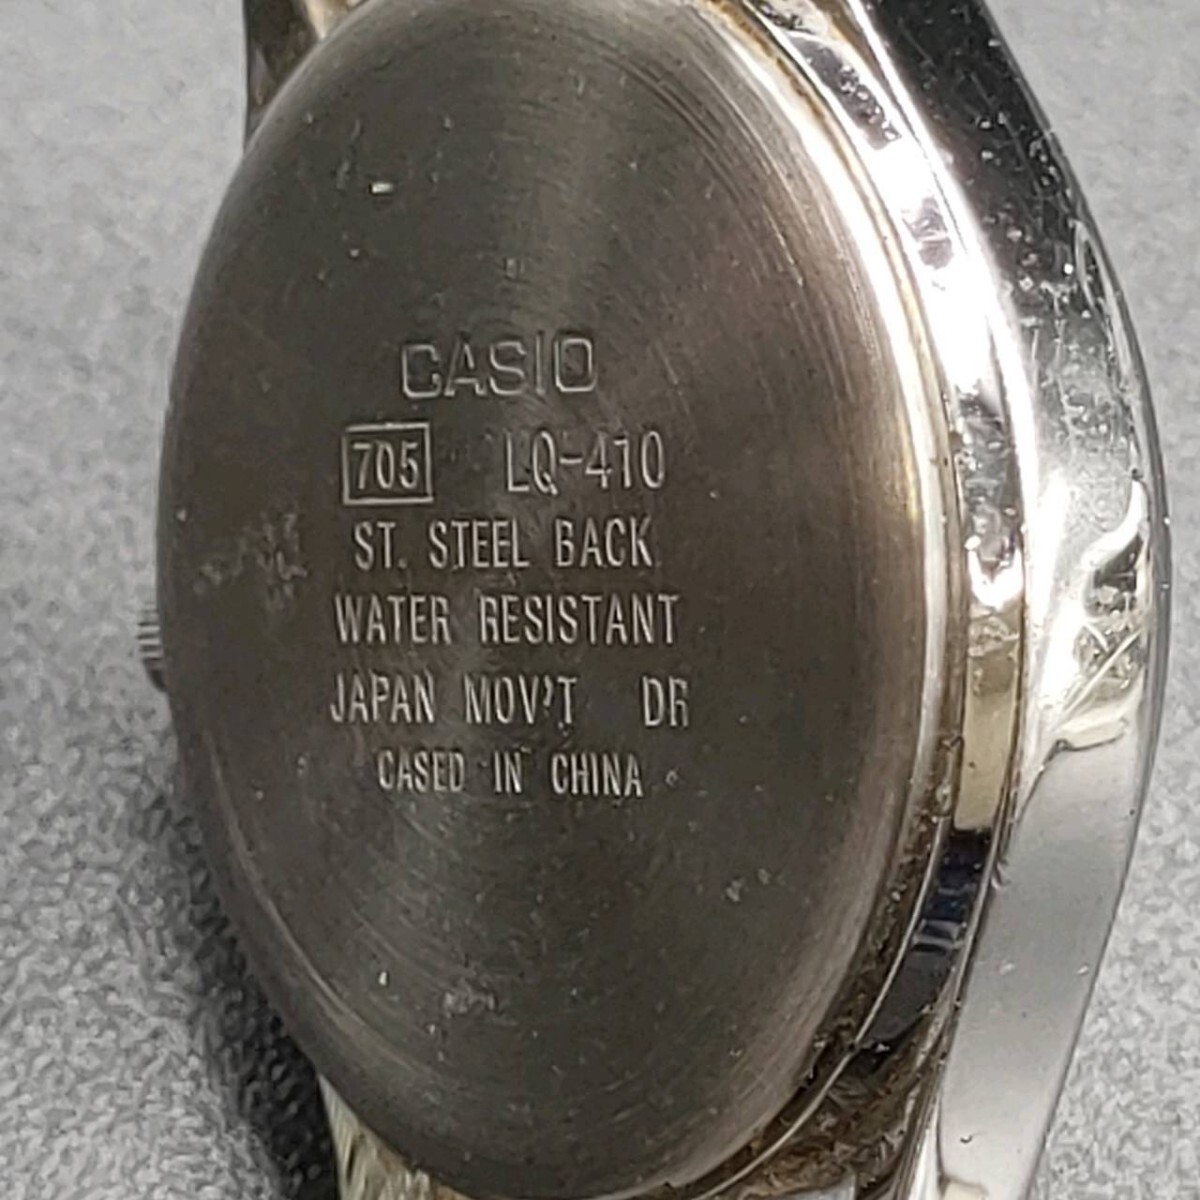 CASIO
705 LQ-410
ST. STEEL BACK
WATER RESISTANT
JAPAN MOV'T DR
CASED IN CHINA